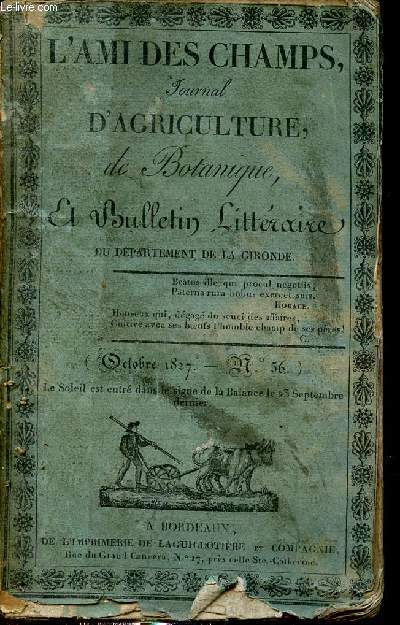 Le-livre.com
L'AMI DES CHAMPS,
Journal
D'AGRICULTURE,
de Botanique,
Et Bulletin Littéraire
DU DÉPARTEMENT DE LA GIRONDE.
Beatus ille qui procul negotiis,
Paterna rura bobus exercet suis.
HORACE.
Heureux qui, dégagé du souci des affaires,
Cultive avec ses bœufs l'humble champ de ses pères!
C.
( Octobre 1827. — N.° 56. )
Le Soleil est entré dans le signe de la Balance le 23 Septembre
dernier
A BORDEAUX,
DE L'IMPRIMERIE DE LAGUILLOTIÈRE ET COMPAGNIE,
Rue du Grand Cancera, N.° 17, près celle Ste.-Catherine.